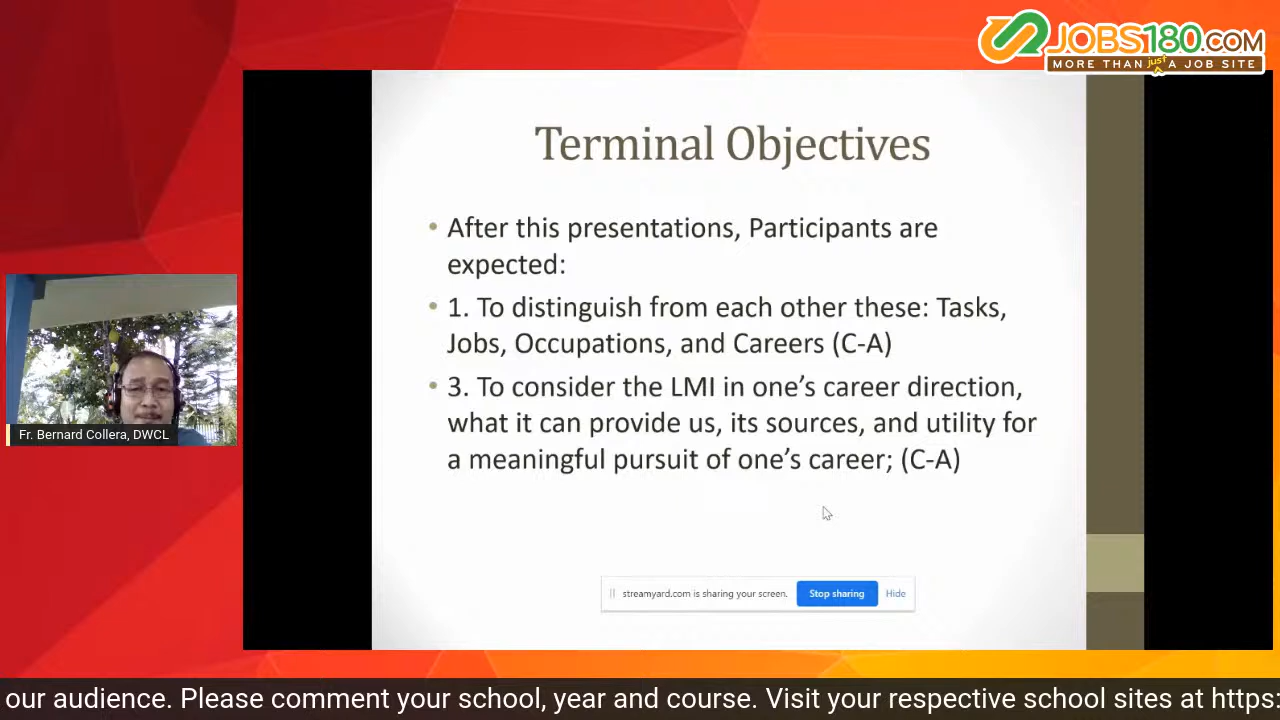 JOBS180.COM
MORE THAN just A JOB SITE
Terminal Objectives
• After this presentations, Participants are
expected:
• 1. To distinguish from each other these: Tasks,
Jobs, Occupations, and Careers (C-A)
• 3. To consider the LMI in one’s career direction,
what it can provide us, its sources, and utility for
a meaningful pursuit of one’s career; (C-A)
Fr. Bernard Collera, DWCL
streamyard.com is sharing your screen.
Stop sharing
Hide
our audience. Please comment your school, year and course. Visit your respective school sites at https: